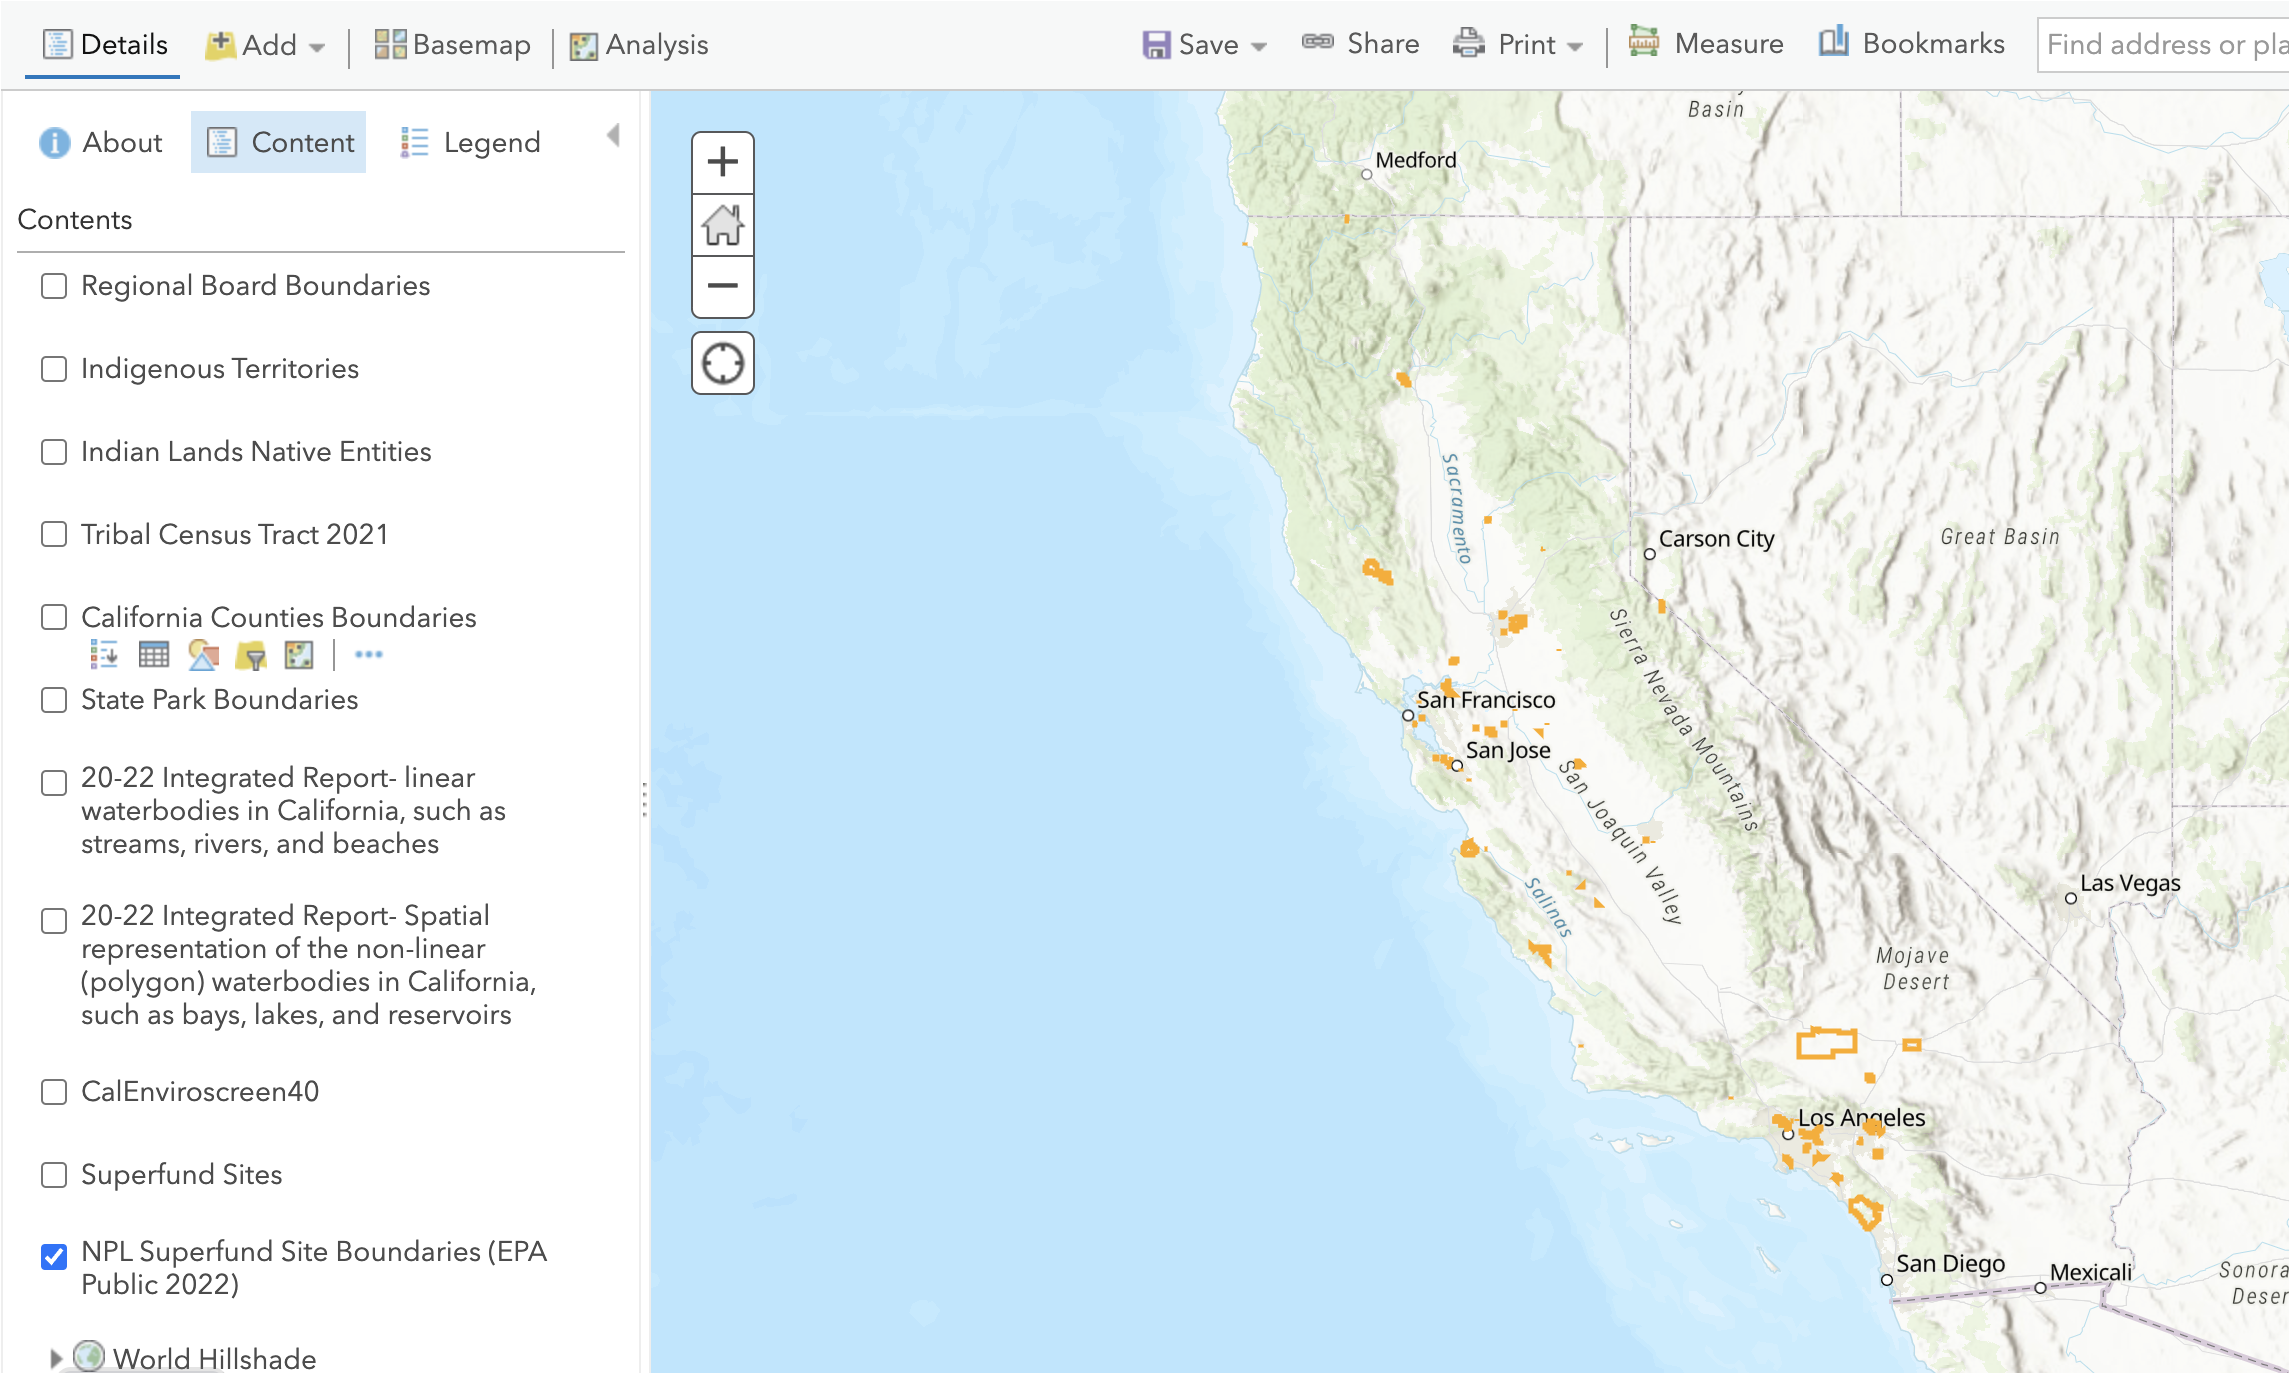 Details
Add
Basemap
Analysis
Save
Share
Print
Measure
Bookmarks
Find address or pla
About
Content
Legend
Contents
Regional Board Boundaries
Indigenous Territories
Indian Lands Native Entities
Tribal Census Tract 2021
California Counties Boundaries
State Park Boundaries
20-22 Integrated Report- linear
waterbodies in California, such as
streams, rivers, and beaches
20-22 Integrated Report- Spatial
representation of the non-linear
(polygon) waterbodies in California,
such as bays, lakes, and reservoirs
CalEnviroscreen40
Superfund Sites
NPL Superfund Site Boundaries (EPA
Public 2022)
World Hillshade
Basin
Medford
Sacramento
Carson City
Great Basin
Sierra Nevada Mountains
San Francisco
San Jose
San Joaquin Valley
Salinas
Las Vegas
Mojave
Desert
Los Angeles
San Diego
Mexicali
Sonora
Deser